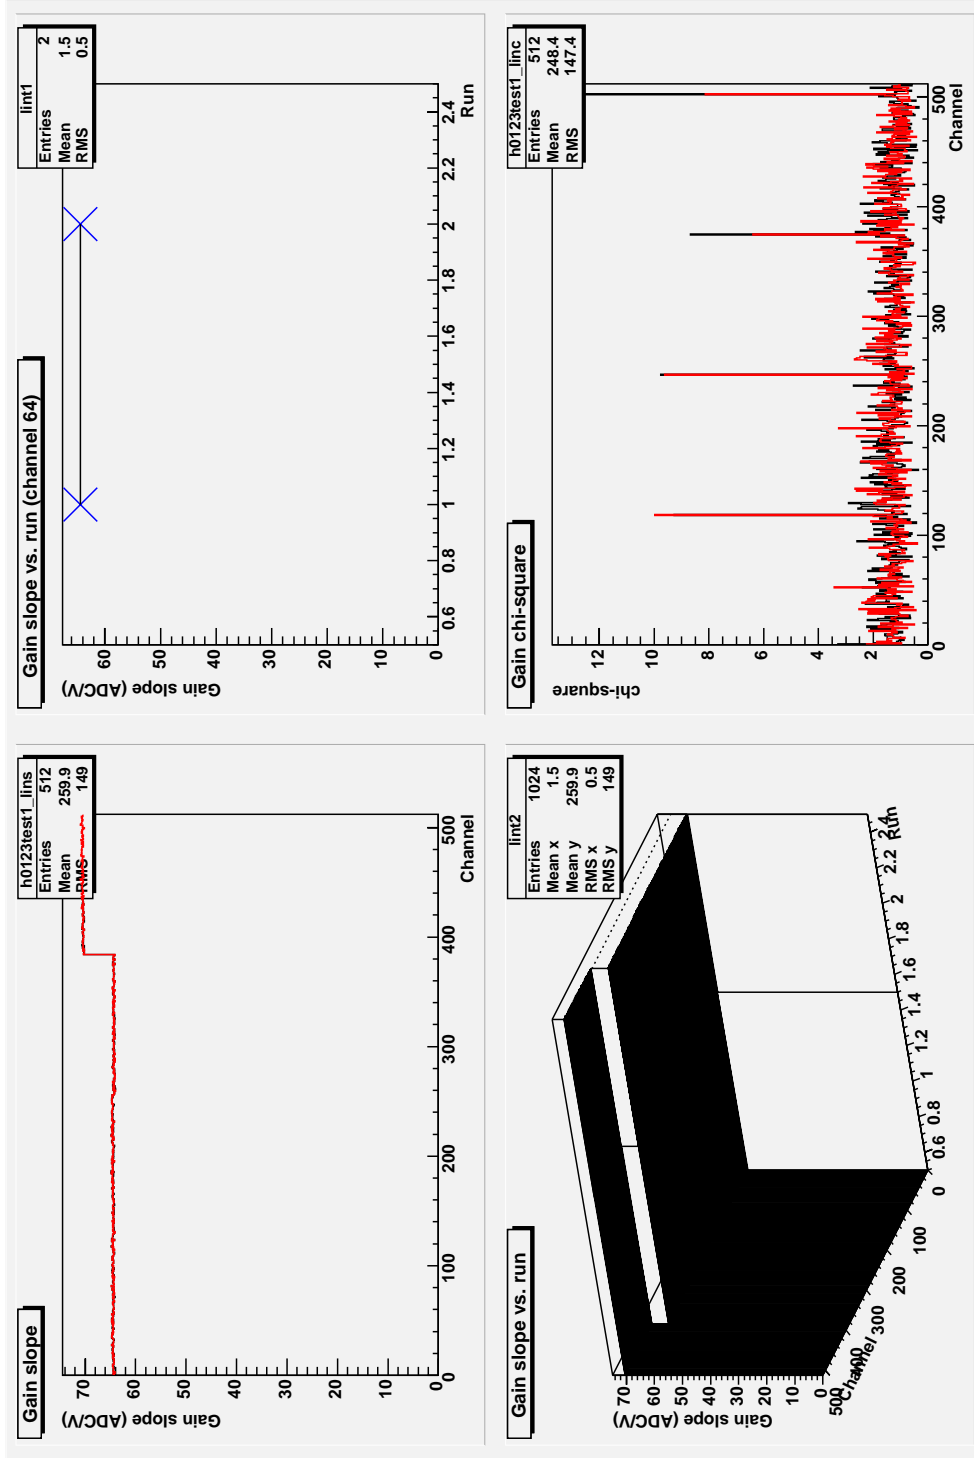 Gain slope
h0123test1_lins
Entries 512
Mean 259.9
RMS 149
Gain slope (ADC/V)
70
60
50
40
30
20
10
0
0 100 200 300 400 500
Channel
Gain slope vs. run (channel 64)
lint1
Entries 2
Mean 1.5
RMS 0.5
Gain slope (ADC/V)
60
50
40
30
20
10
0
0.6 0.8 1 1.2 1.4 1.6 1.8 2 2.2 2.4
Run
Gain slope vs. run
lint2
Entries 1024
Mean x 1.5
Mean y 259.9
RMS x 0.5
RMS y 149
Gain slope (ADC/V)
70
60
50
40
30
20
10
0
500 400 300 200 100 0
Channel
0.6 0.8 1 1.2 1.4 1.6 1.8 2 2.2 2.4
Run
Gain chi-square
h0123test1_linc
Entries 512
Mean 248.4
RMS 147.4
chi-square
12
10
8
6
4
2
0
0 100 200 300 400 500
Channel